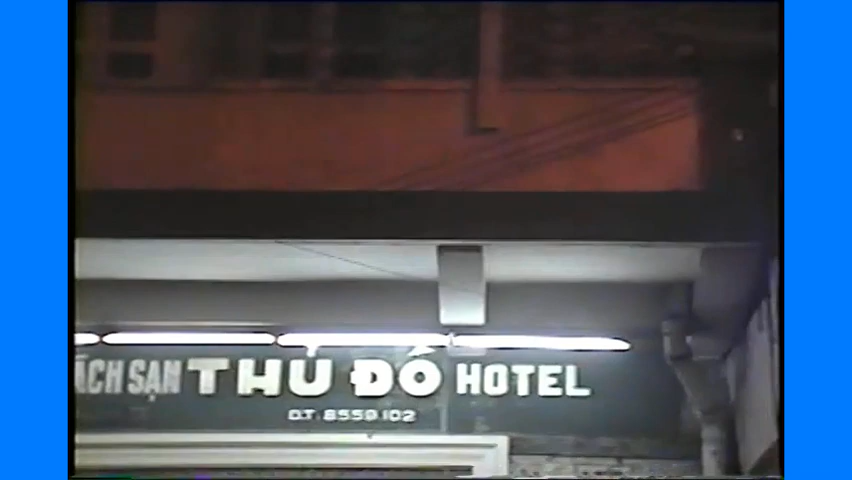 ÁCH SẠN THỦ ĐÔ HOTEL
ĐT. 8559 102